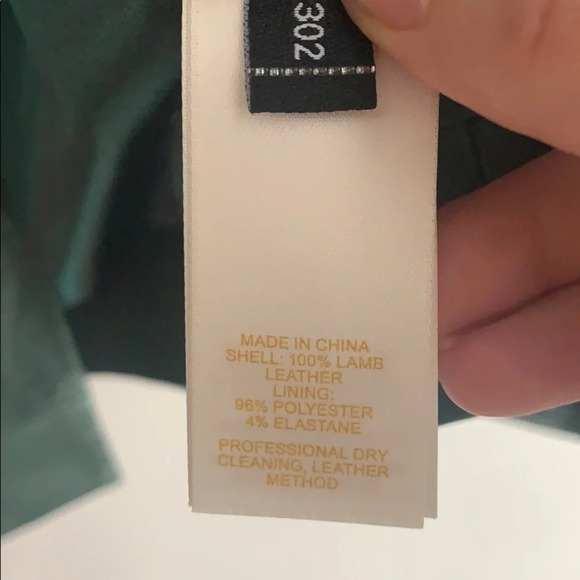 302
MADE IN CHINA
SHELL: 100% LAMB
LEATHER
LINING:
96% POLYESTER
4% ELASTANE
PROFESSIONAL DRY
CLEANING, LEATHER
METHOD